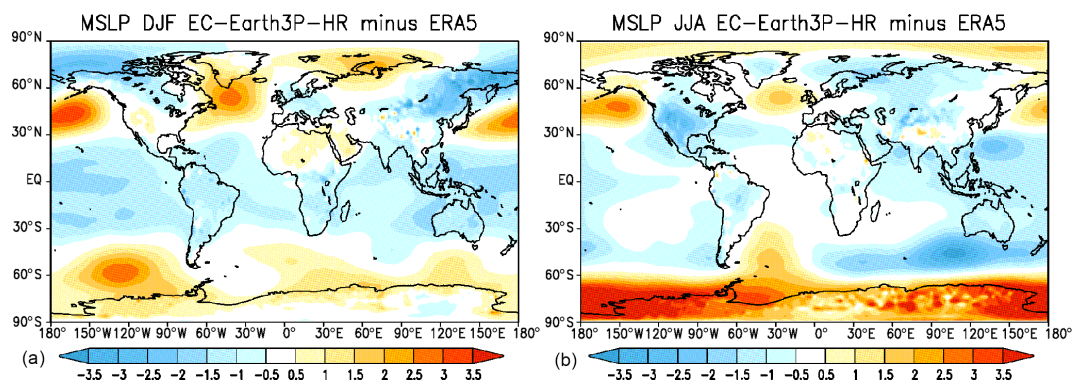 MSLP DJF EC-Earth3P-HR minus ERA5
90°N
60°N
30°N
EQ
30°S
60°S
90°S
180° 150°W 120°W 90°W 60°W 30°W 0° 30°E 60°E 90°E 120°E 150°E 180°
(a)
-3.5 -3 -2.5 -2 -1.5 -1 -0.5 0.5 1 1.5 2 2.5 3 3.5
MSLP JJA EC-Earth3P-HR minus ERA5
90°N
60°N
30°N
EQ
30°S
60°S
90°S
180° 150°W 120°W 90°W 60°W 30°W 0° 30°E 60°E 90°E 120°E 150°E 180°
(b)
-3.5 -3 -2.5 -2 -1.5 -1 -0.5 0.5 1 1.5 2 2.5 3 3.5